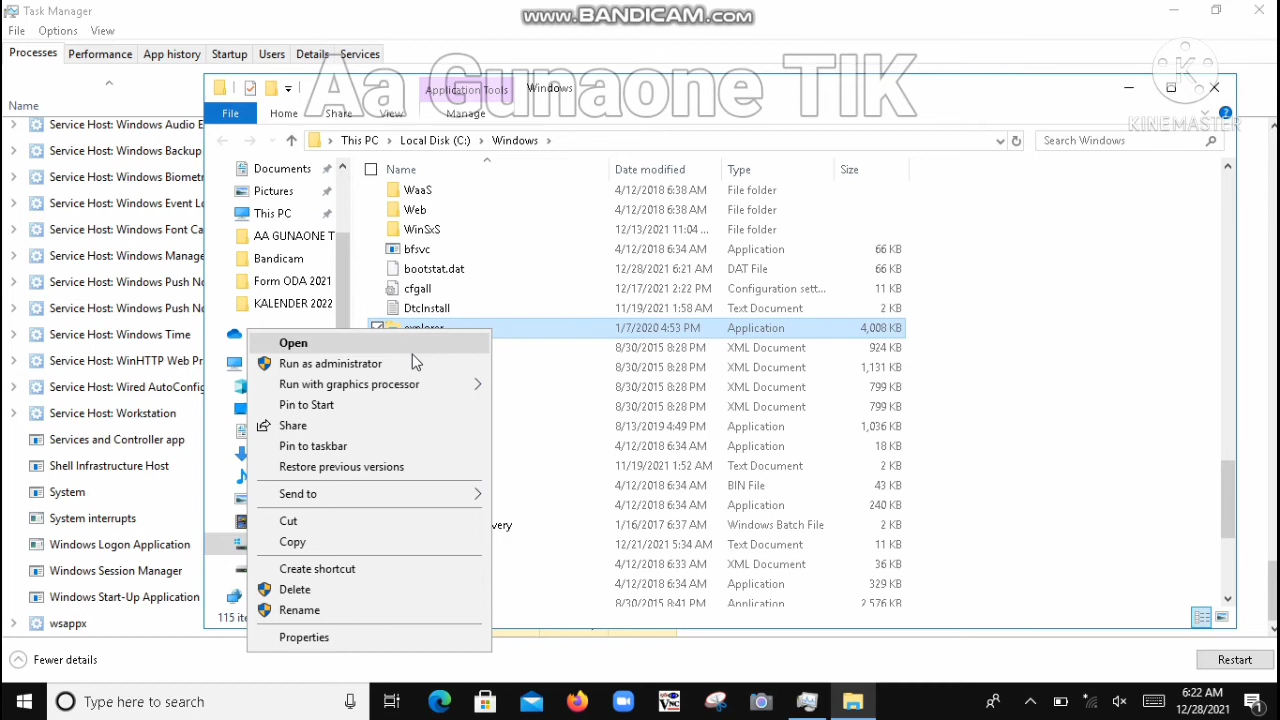 Task Manager
www.BANDICAM.com
File Options View
Processes Performance App history Startup Users Details Services
Aa Gunaone TIK
KINEMASTER
Name
Service Host: Windows Audio E
Service Host: Windows Backup
Service Host: Windows Biometr
Service Host: Windows Event Lo
Service Host: Windows Font Ca
Service Host: Windows Manage
Service Host: Windows Push No
Service Host: Windows Push No
Service Host: Windows Time
Service Host: WinHTTP Web Pr
Service Host: Wired AutoConfig
Service Host: Workstation
Services and Controller app
Shell Infrastructure Host
System
System interrupts
Windows Logon Application
Windows Session Manager
Windows Start-Up Application
wsappx
Fewer details
Restart
Application Tools Windows
File Home Share View Manage
This PC Local Disk (C:) Windows
Search Windows
Documents
Pictures
This PC
AA GUNAONE T
Bandicam
Form ODA 2021
KALENDER 2022
115 ite
Name Date modified Type Size
WaaS 4/12/2018 6:38 AM File folder
Web 4/12/2018 6:38 AM File folder
WinSxS 12/13/2021 11:04 ... File folder
bfsvc 4/12/2018 6:34 AM Application 66 KB
bootstat.dat 12/28/2021 6:21 AM DAT File 66 KB
cfgall 12/17/2021 2:22 PM Configuration sett... 11 KB
DtcInstall 11/19/2021 1:58 AM Text Document 2 KB
explorer 1/7/2020 4:53 PM Application 4,008 KB
8/30/2015 8:28 PM XML Document 924 KB
8/30/2015 8:28 PM XML Document 1,131 KB
8/30/2015 8:28 PM XML Document 799 KB
8/30/2015 8:28 PM XML Document 799 KB
8/13/2019 4:49 PM Application 1,036 KB
4/12/2018 6:34 AM Application 18 KB
11/19/2021 1:52 AM Text Document 2 KB
4/12/2018 6:34 AM BIN File 43 KB
4/12/2018 6:34 AM Application 240 KB
very 1/16/2017 6:37 AM Windows Batch File 2 KB
12/21/2021 5:34 AM Text Document 11 KB
4/12/2018 6:33 AM XML Document 36 KB
4/12/2018 6:34 AM Application 329 KB
8/30/2015 8:41 PM Application 2,576 KB
Open
Run as administrator
Run with graphics processor
Pin to Start
Share
Pin to taskbar
Restore previous versions
Send to
Cut
Copy
Create shortcut
Delete
Rename
Properties
Type here to search
6:22 AM
12/28/2021